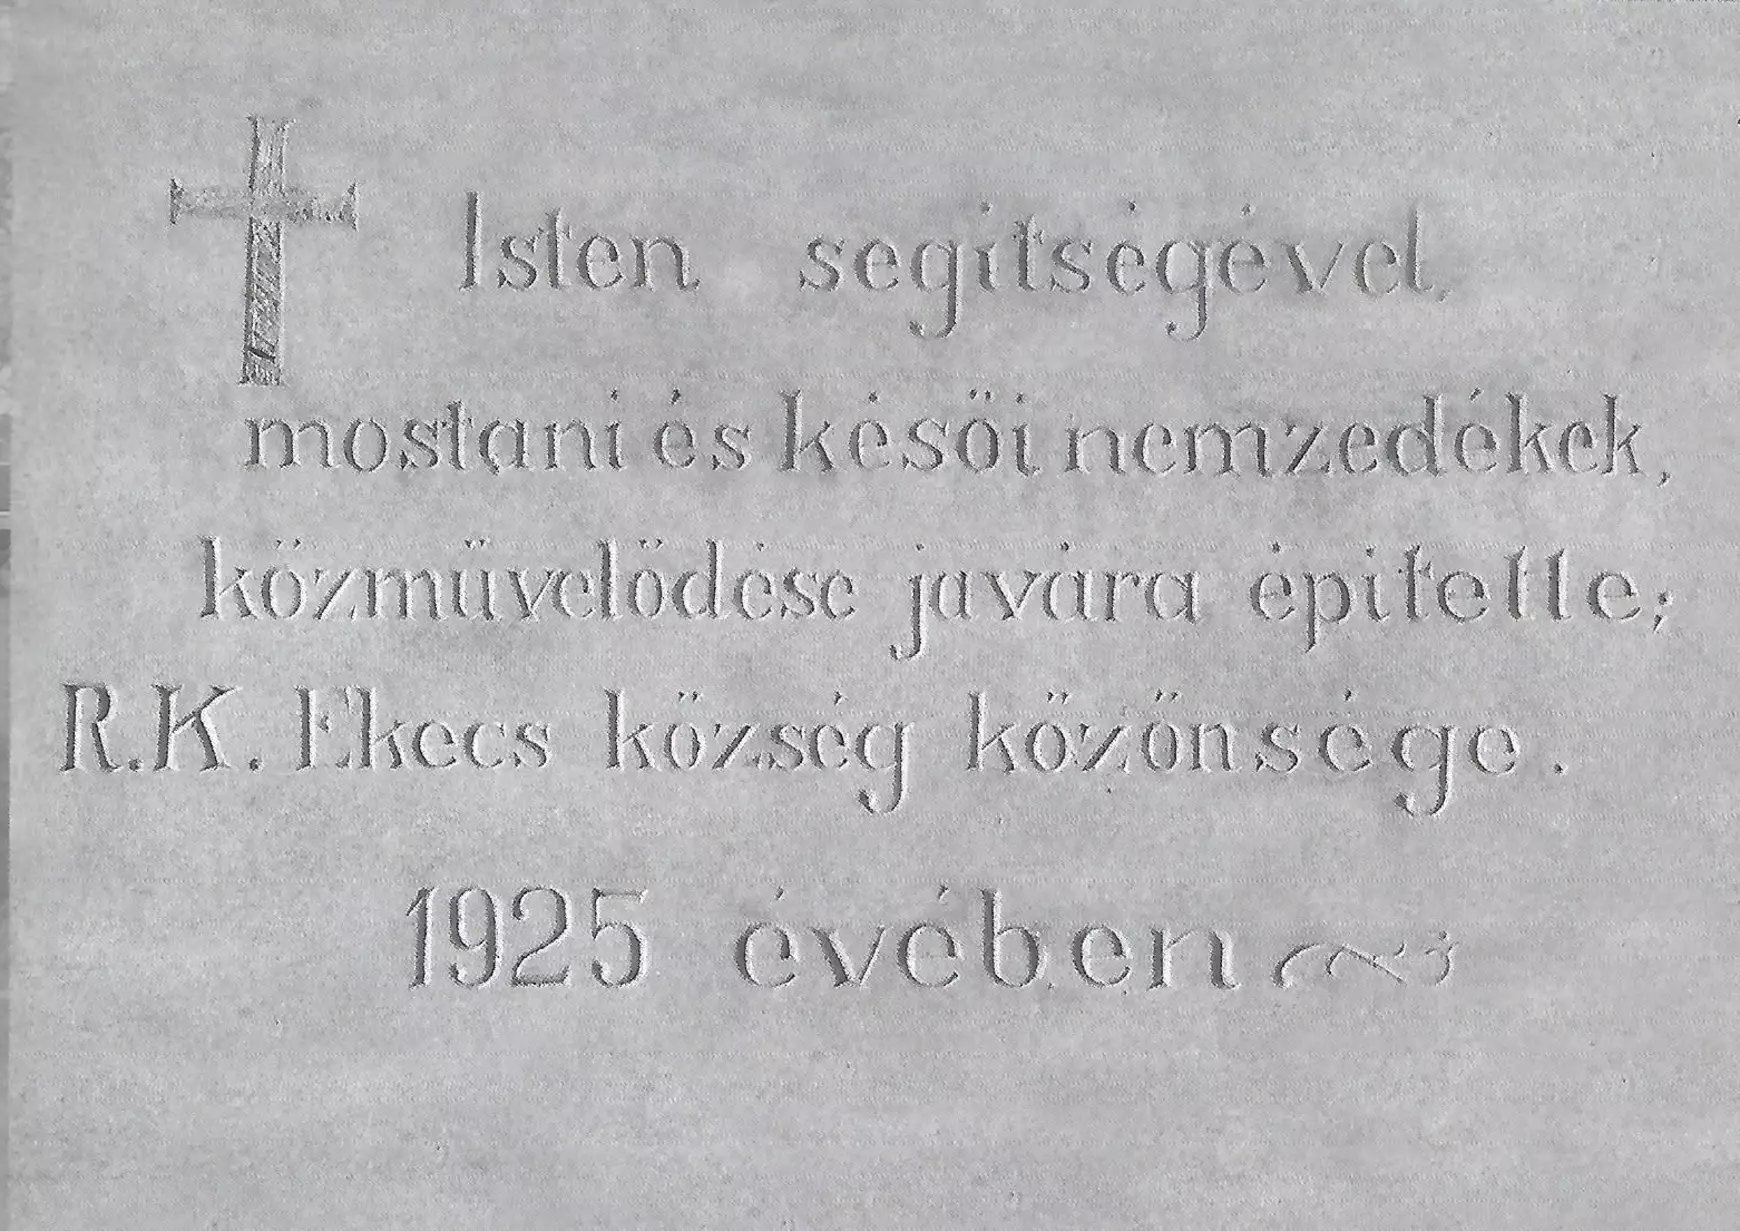 Isten segitségével,
mostani és késöi nemzedékek,
közmüvelödése javára épitette;
R.K. Ekecs község közönsége.
1925 évében